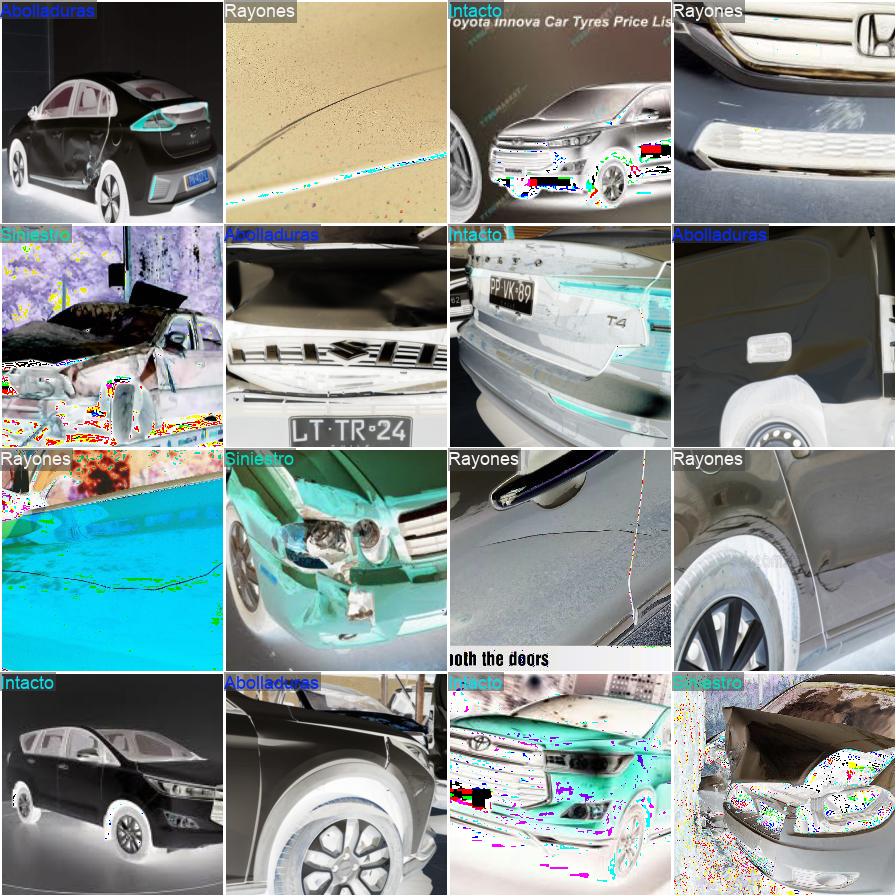 Abolladuras
Rayones
Intacto
Rayones
oyota Innova Car Tyres Price Lis
Siniestro
Abolladuras
Intacto
Abolladuras
PP·VK·89
T4
LT·TR·24
Rayones
Siniestro
Rayones
Rayones
ooth the doors
Intacto
Abolladuras
Intacto
Siniestro